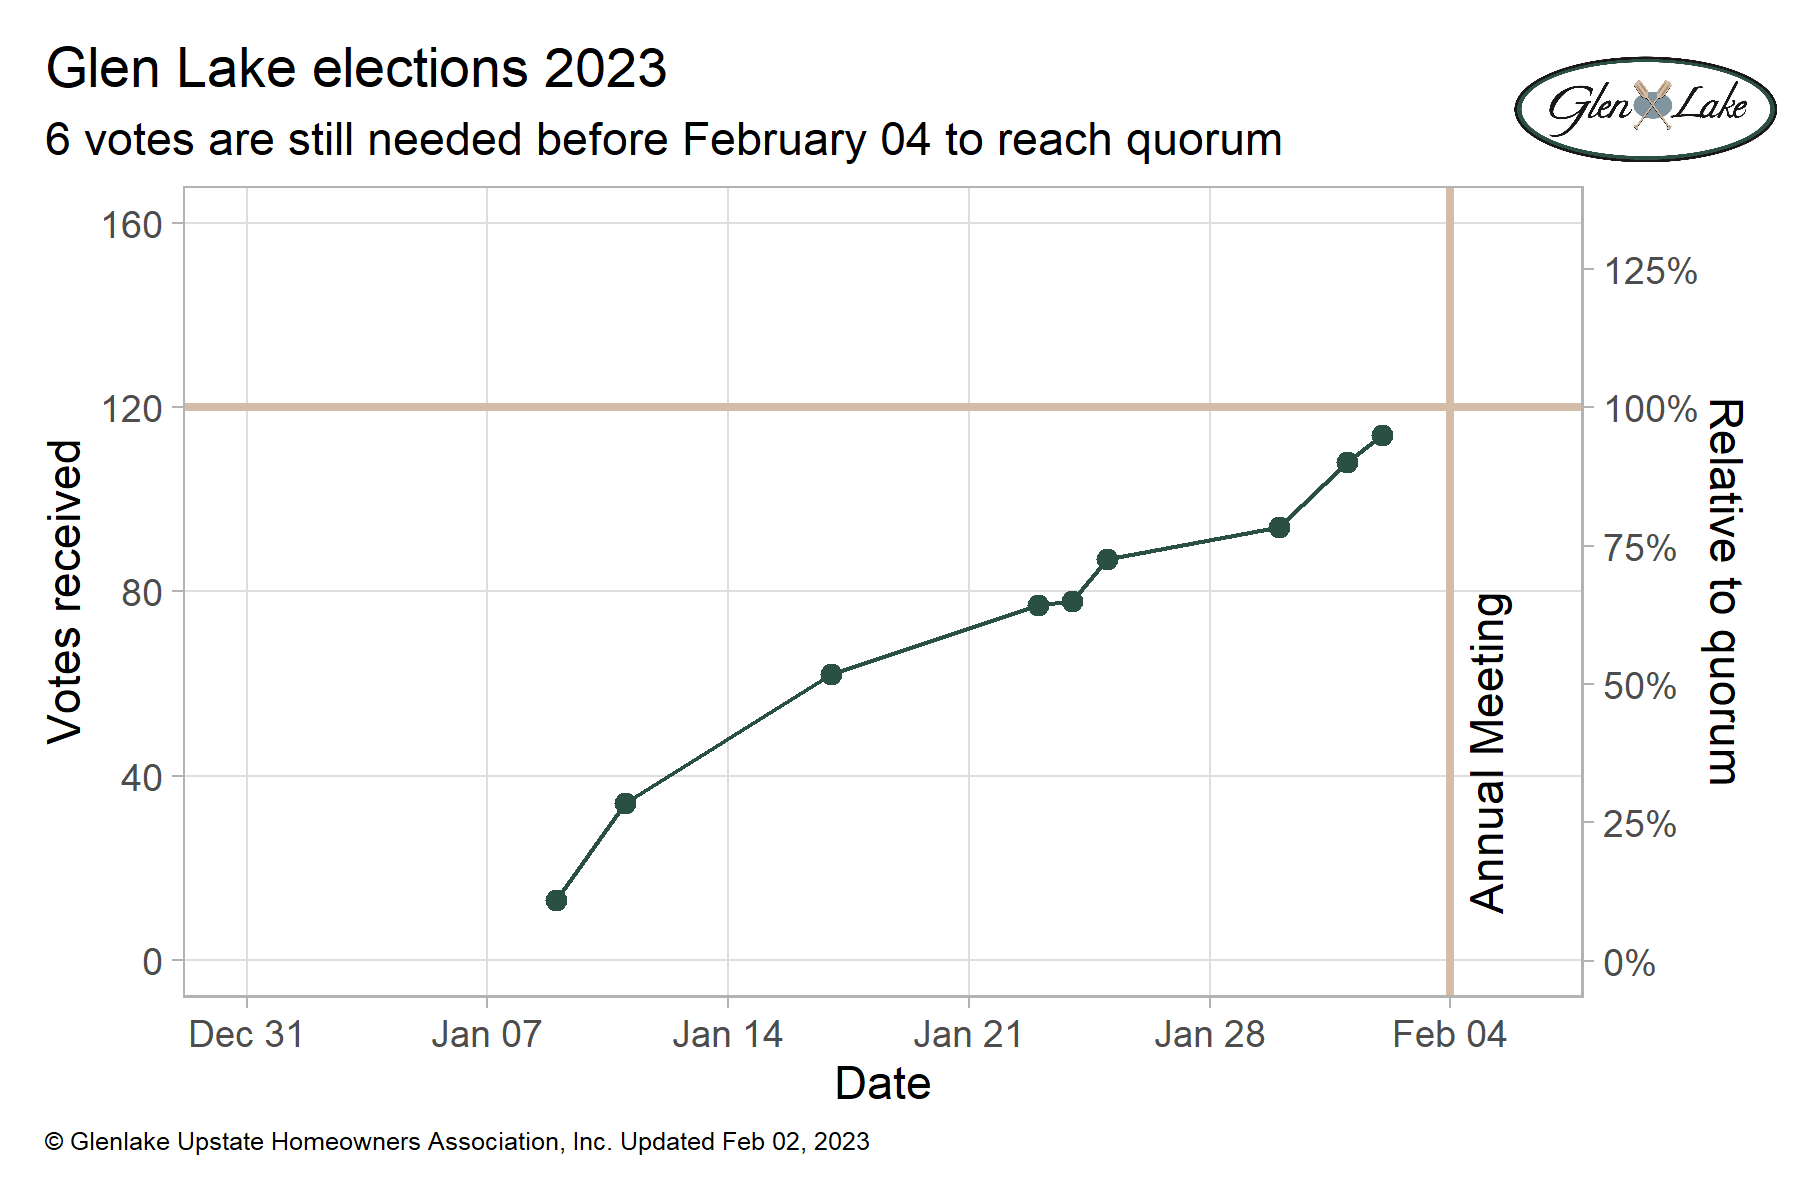 Glen Lake elections 2023
6 votes are still needed before February 04 to reach quorum
Glen Lake
160
120
80
40
0
Votes received
125%
100%
75%
50%
25%
0%
Relative to quorum
Annual Meeting
Dec 31
Jan 07
Jan 14
Jan 21
Jan 28
Feb 04
Date
© Glenlake Upstate Homeowners Association, Inc. Updated Feb 02, 2023